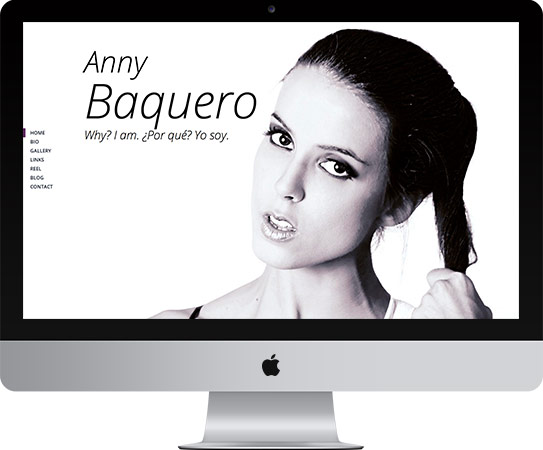 Anny
Baquero
Why? I am. ¿Por qué? Yo soy.
HOME
BIO
GALLERY
LINKS
REEL
BLOG
CONTACT